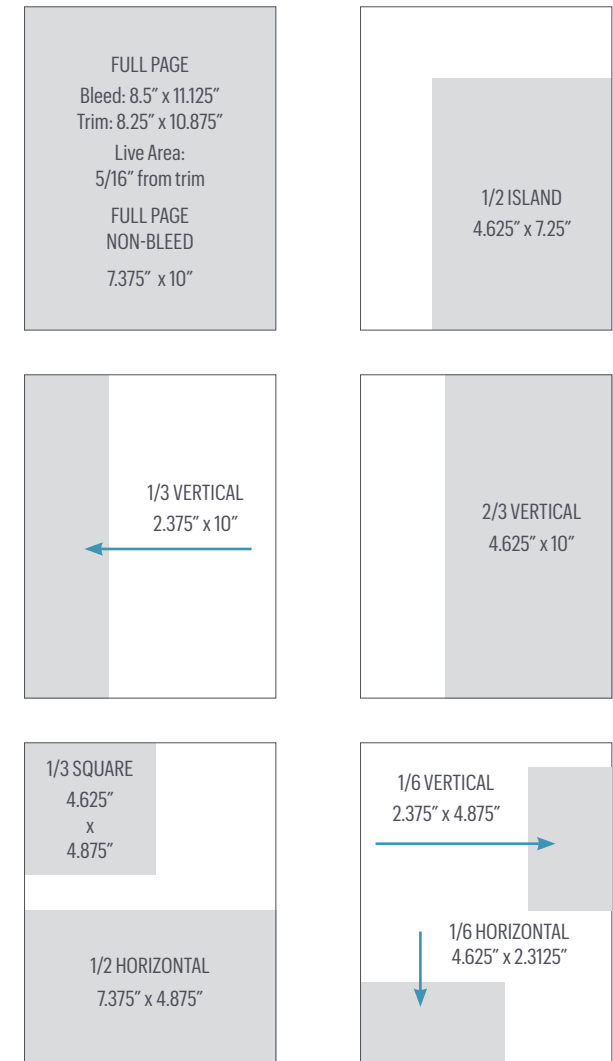 FULL PAGE
Bleed: 8.5″ x 11.125″
Trim: 8.25″ x 10.875″
Live Area:
5/16″ from trim
FULL PAGE
NON-BLEED
7.375″ x 10″
1/2 ISLAND
4.625″ x 7.25″
1/3 VERTICAL
2.375″ x 10″
2/3 VERTICAL
4.625″ x 10″
1/3 SQUARE
4.625″
x
4.875″
1/2 HORIZONTAL
7.375″ x 4.875″
1/6 VERTICAL
2.375″ x 4.875″
1/6 HORIZONTAL
4.625″ x 2.3125″